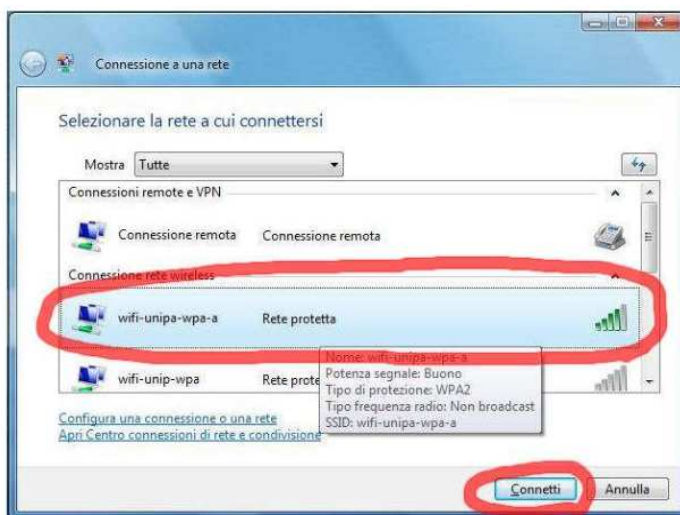 Connessione a una rete
Selezionare la rete a cui connettersi
Mostra Tutte
Connessioni remote e VPN
Connessione remota Connessione remota
Connessione rete wireless
wifi-unipa-wpa-a Rete protetta
Nome: wifi-unipa-wpa-a
wifi-unip-wpa Rete prote
Potenza segnale: Buono
Tipo di protezione: WPA2
Tipo frequenza radio: Non broadcast
SSID: wifi-unipa-wpa-a
Configura una connessione o una rete
Apri Centro connessioni di rete e condivisione
Connetti Annulla